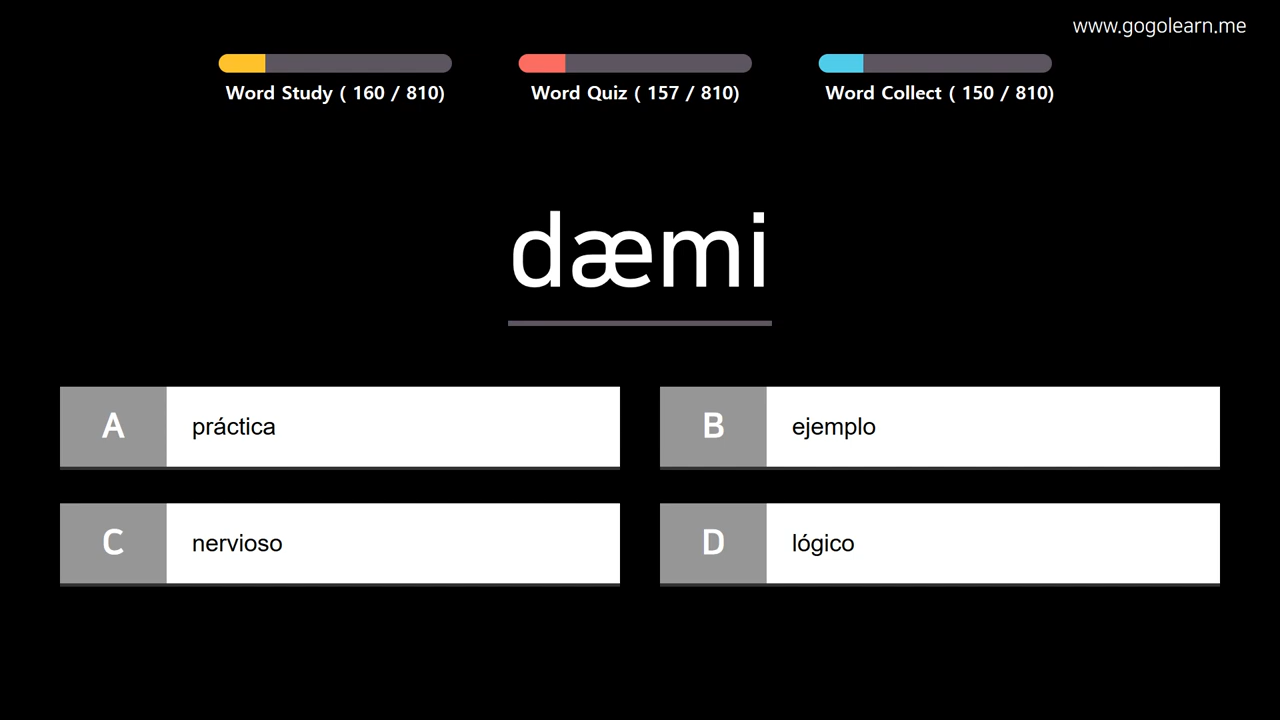 www.gogolearn.me
Word Study ( 160 / 810)
Word Quiz ( 157 / 810)
Word Collect ( 150 / 810)
dæmi
A práctica
B ejemplo
C nervioso
D lógico